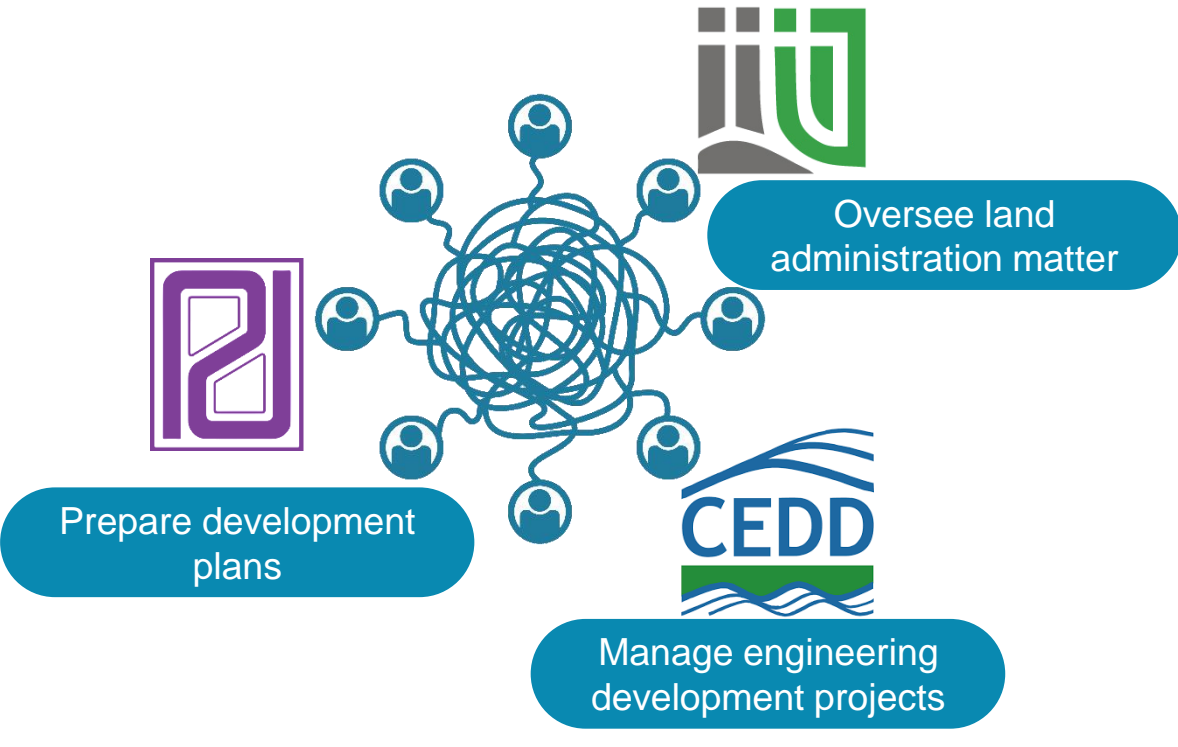 Oversee land
administration matter
Prepare development
plans
CEDD
Manage engineering
development projects